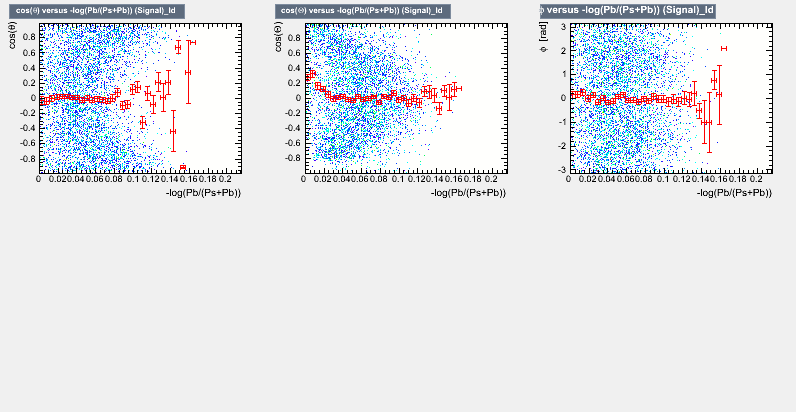 cos(θ) versus -log(Pb/(Ps+Pb)) (Signal)_Id
cos(θ)
0.8
0.6
0.4
0.2
0
-0.2
-0.4
-0.6
-0.8
0 0.02 0.04 0.06 0.08 0.1 0.12 0.14 0.16 0.18 0.2
-log(Pb/(Ps+Pb))
cos(Θ) versus -log(Pb/(Ps+Pb)) (Signal)_Id
cos(Θ)
0.8
0.6
0.4
0.2
0
-0.2
-0.4
-0.6
-0.8
0 0.02 0.04 0.06 0.08 0.1 0.12 0.14 0.16 0.18 0.2
-log(Pb/(Ps+Pb))
ϕ versus -log(Pb/(Ps+Pb)) (Signal)_Id
ϕ [rad]
3
2
1
0
-1
-2
-3
0 0.02 0.04 0.06 0.08 0.1 0.12 0.14 0.16 0.18 0.2
-log(Pb/(Ps+Pb))